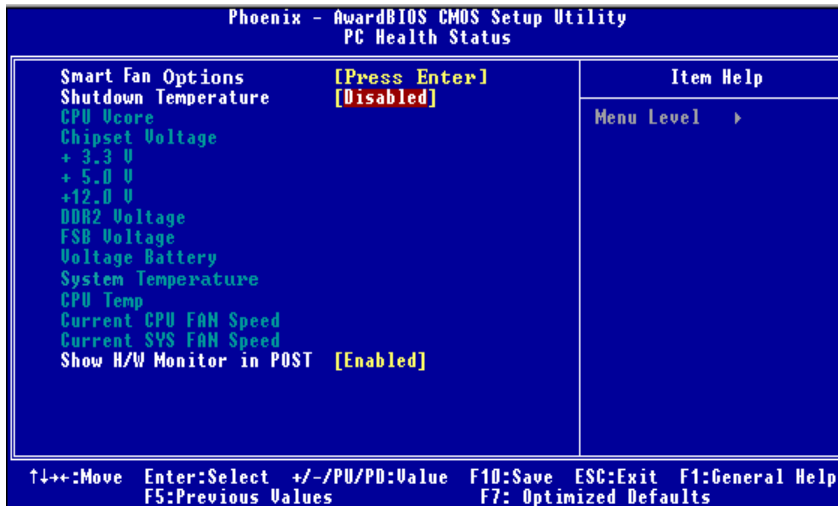 Phoenix - AwardBIOS CMOS Setup Utility
PC Health Status
Smart Fan Options [Press Enter]
Shutdown Temperature [Disabled]
CPU Vcore
Chipset Voltage
+ 3.3 V
+ 5.0 V
+12.0 V
DDR2 Voltage
FSB Voltage
Voltage Battery
System Temperature
CPU Temp
Current CPU FAN Speed
Current SYS FAN Speed
Show H/W Monitor in POST [Enabled]
Item Help
Menu Level ▸
↑↓→←:Move Enter:Select +/-/PU/PD:Value F10:Save ESC:Exit F1:General Help
F5:Previous Values F7: Optimized Defaults